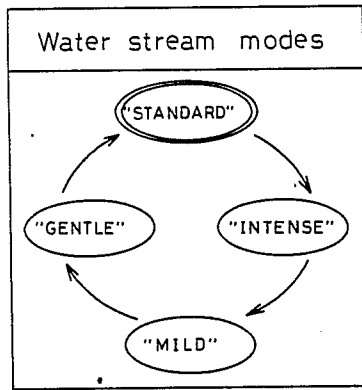 Water stream modes
"STANDARD"
"GENTLE"
"INTENSE"
"MILD"